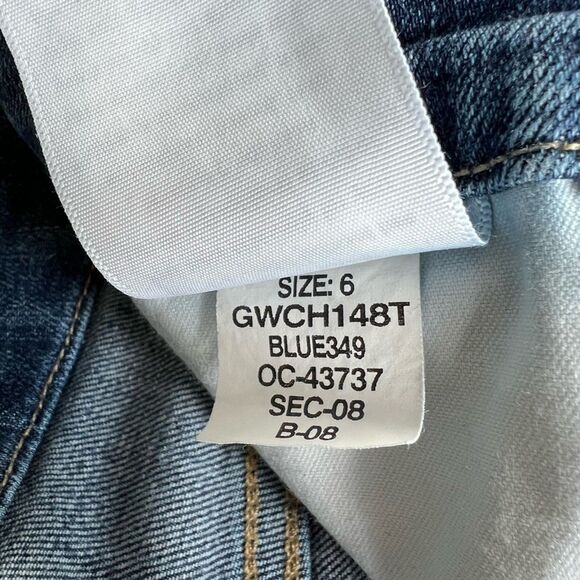 SIZE: 6
GWCH148T
BLUE349
OC-43737
SEC-08
B-08